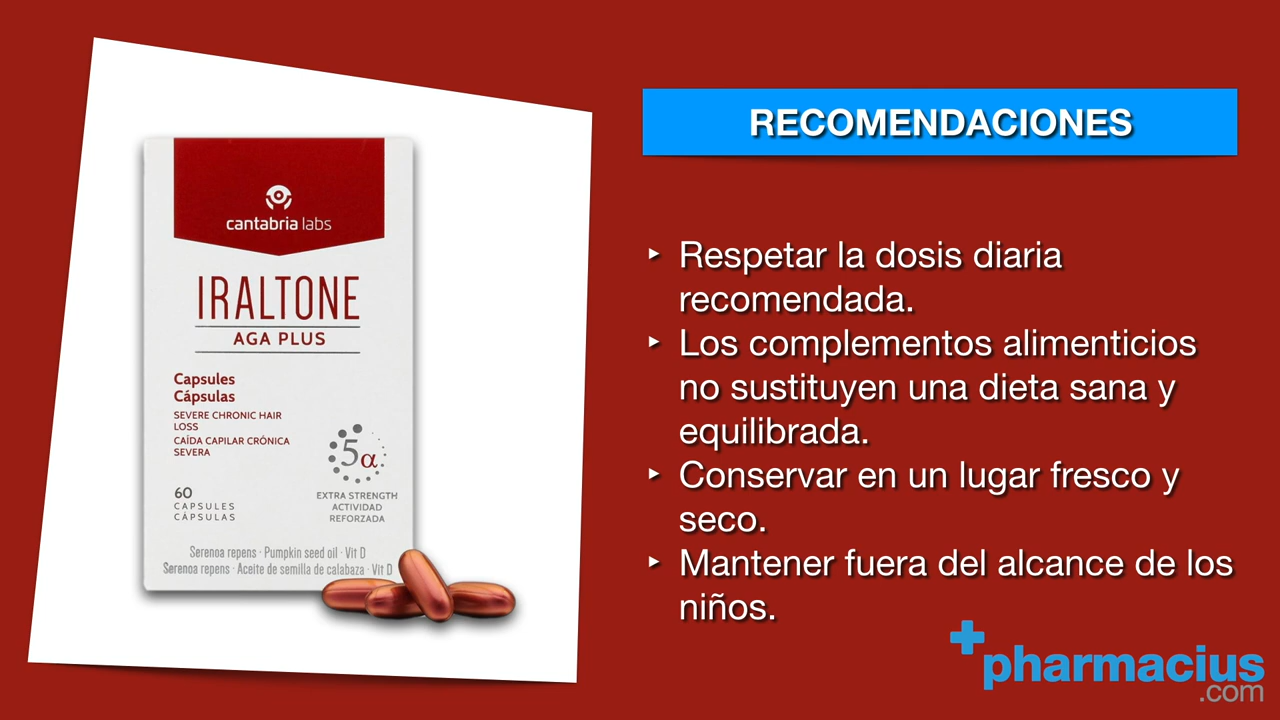 cantabria labs
IRALTONE
AGA PLUS
Capsules
Cápsulas
SEVERE CHRONIC HAIR
LOSS
CAÍDA CAPILAR CRÓNICA
SEVERA
60
CAPSULES
CÁPSULAS
5α
EXTRA STRENGTH
ACTIVIDAD
REFORZADA
Serenoa repens · Pumpkin seed oil · Vit D
Serenoa repens · Aceite de semilla de calabaza · Vit D
RECOMENDACIONES
‣ Respetar la dosis diaria
recomendada.
‣ Los complementos alimenticios
no sustituyen una dieta sana y
equilibrada.
‣ Conservar en un lugar fresco y
seco.
‣ Mantener fuera del alcance de los
niños.
pharmacius
.com